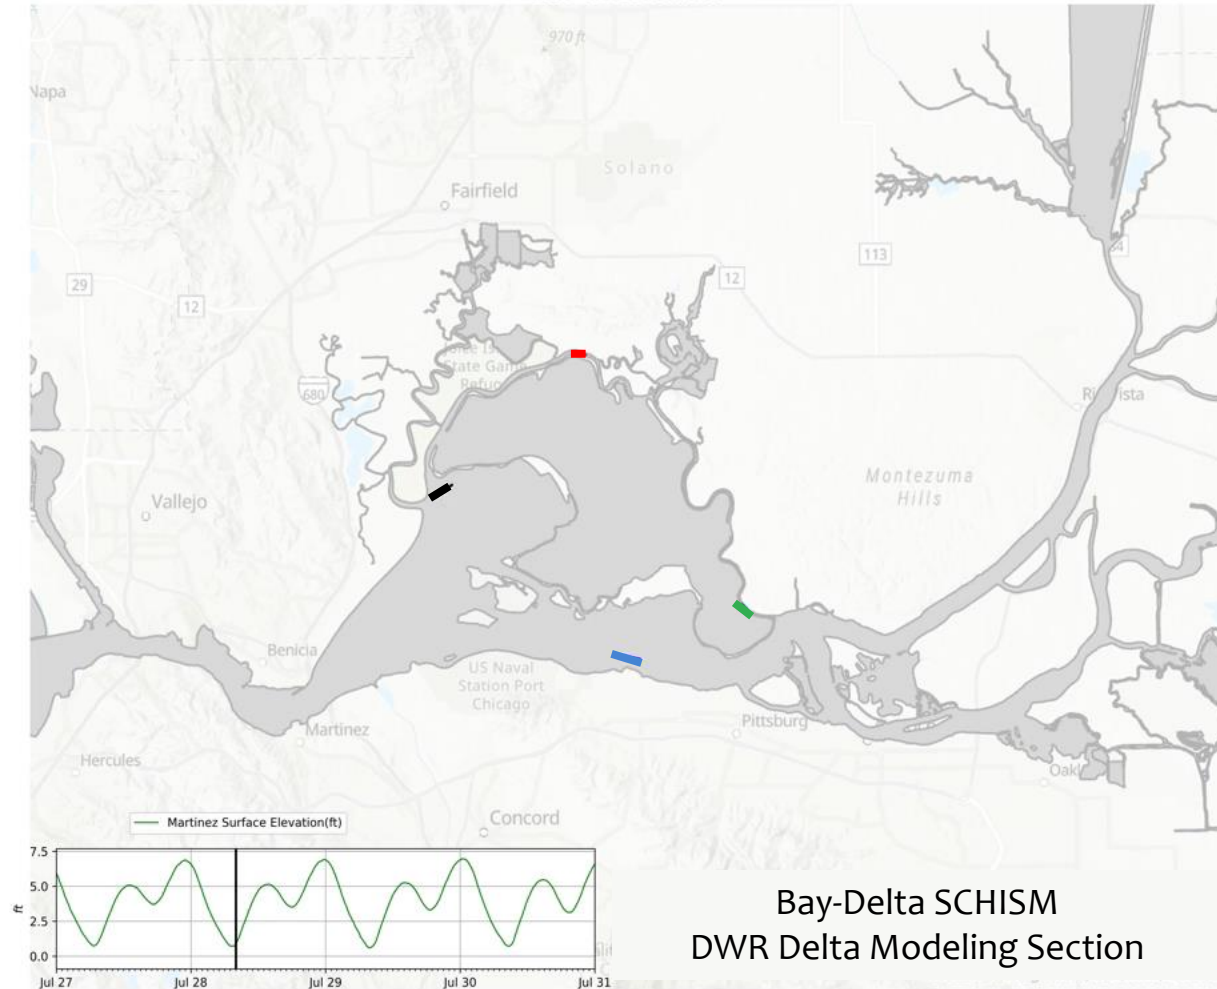 970 ft
Napa
Solano
Fairfield
113
12
29
12
State Game
680
Vallejo
Montezuma
Hills
Benicia
US Naval
Station Port
Chicago
Martinez
Pittsburg
Hercules
Concord
Martinez Surface Elevation(ft)
7.5
5.0
2.5
0.0
ft
Jul 27
Jul 28
Jul 29
Jul 30
Jul 31
Bay-Delta SCHISM
DWR Delta Modeling Section